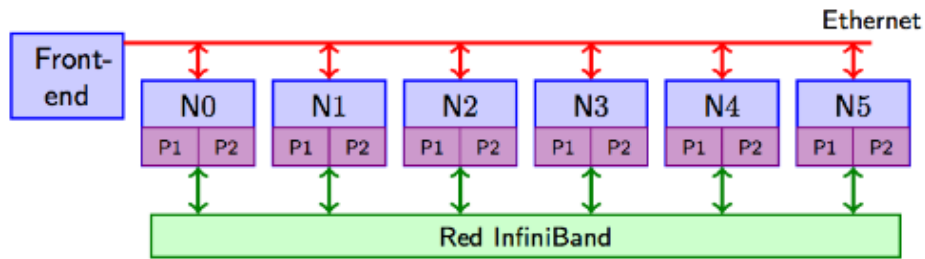 Ethernet
Front-
end
N0 N1 N2 N3 N4 N5
P1 P2 P1 P2 P1 P2 P1 P2 P1 P2 P1 P2
Red InfiniBand